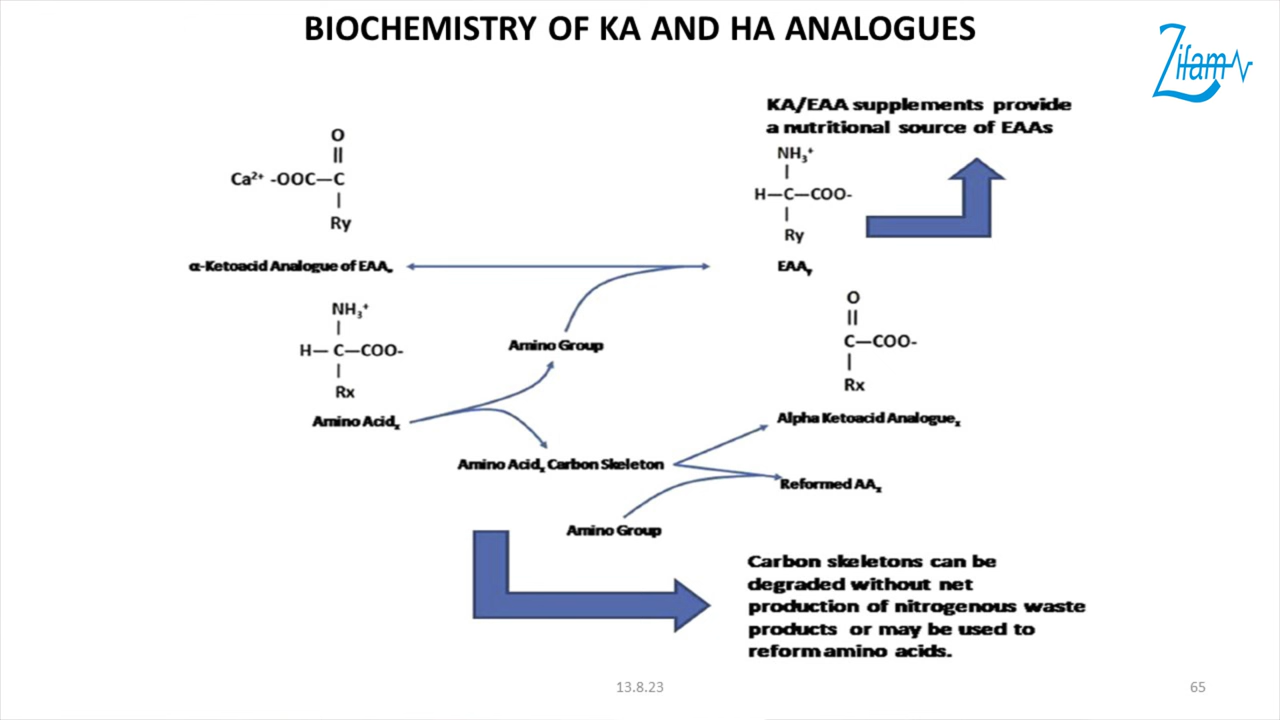 BIOCHEMISTRY OF KA AND HA ANALOGUES
Zifam
KA/EAA supplements provide
a nutritional source of EAAs
O
||
Ca²⁺ -OOC—C
|
Ry
α-Ketoacid Analogue of EAA
NH₃⁺
|
H—C—COO-
|
Ry
EAAᵧ
NH₃⁺
|
H— C—COO-
|
Rx
Amino Acidₓ
Amino Group
O
||
C—COO-
|
Rx
Alpha Ketoacid Analogueₓ
Amino Acidₓ Carbon Skeleton
Reformed AAₓ
Amino Group
Carbon skeletons can be
degraded without net
production of nitrogenous waste
products or may be used to
reform amino acids.
13.8.23
65